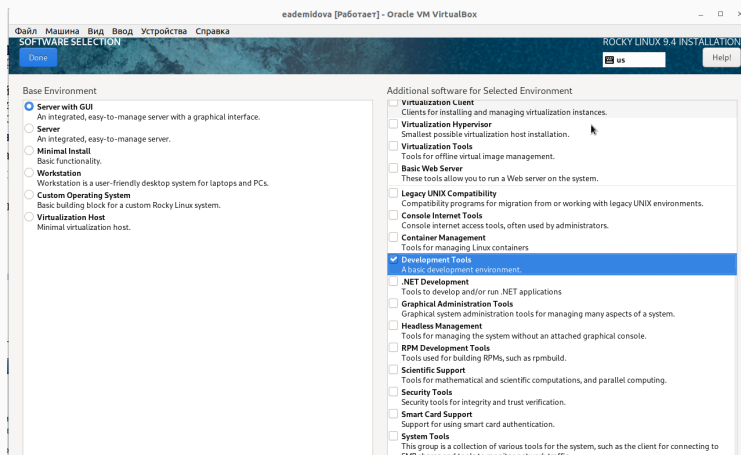 eademidova [Работает] - Oracle VM VirtualBox
Файл Машина Вид Ввод Устройства Справка
SOFTWARE SELECTION
ROCKY LINUX 9.4 INSTALLATION
Done
us
Help!
Base Environment
Server with GUI
An integrated, easy-to-manage server with a graphical interface.
Server
An integrated, easy-to-manage server.
Minimal Install
Basic functionality.
Workstation
Workstation is a user-friendly desktop system for laptops and PCs.
Custom Operating System
Basic building block for a custom Rocky Linux system.
Virtualization Host
Minimal virtualization host.
Additional software for Selected Environment
Virtualization Client
Clients for installing and managing virtualization instances.
Virtualization Hypervisor
Smallest possible virtualization host installation.
Virtualization Tools
Tools for offline virtual image management.
Basic Web Server
These tools allow you to run a Web server on the system.
Legacy UNIX Compatibility
Compatibility programs for migration from or working with legacy UNIX environments.
Console Internet Tools
Console internet access tools, often used by administrators.
Container Management
Tools for managing Linux containers
Development Tools
A basic development environment.
.NET Development
Tools to develop and/or run .NET applications
Graphical Administration Tools
Graphical system administration tools for managing many aspects of a system.
Headless Management
Tools for managing the system without an attached graphical console.
RPM Development Tools
Tools used for building RPMs, such as rpmbuild.
Scientific Support
Tools for mathematical and scientific computations, and parallel computing.
Security Tools
Security tools for integrity and trust verification.
Smart Card Support
Support for using smart card authentication.
System Tools
This group is a collection of various tools for the system, such as the client for connecting to